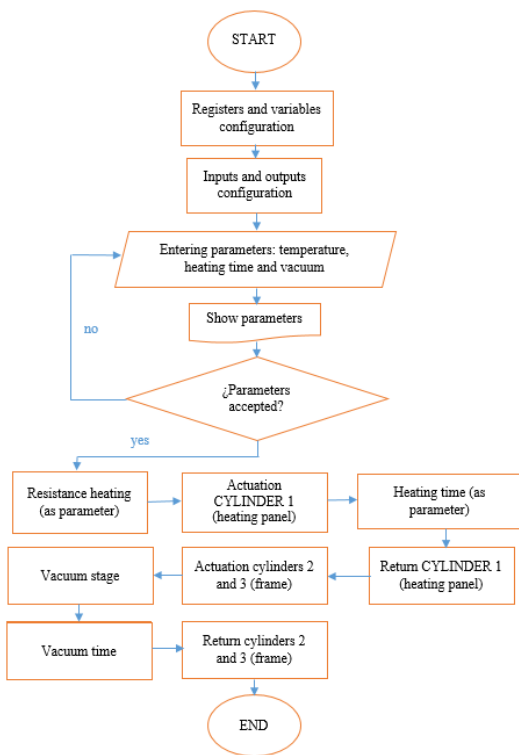 START
Registers and variables
configuration
Inputs and outputs
configuration
Entering parameters: temperature,
heating time and vacuum
Show parameters
no
¿Parameters
accepted?
yes
Resistance heating
(as parameter)
Actuation
CYLINDER 1
(heating panel)
Heating time (as
parameter)
Return CYLINDER 1
(heating panel)
Actuation cylinders 2
and 3 (frame)
Vacuum stage
Vacuum time
Return cylinders 2
and 3 (frame)
END